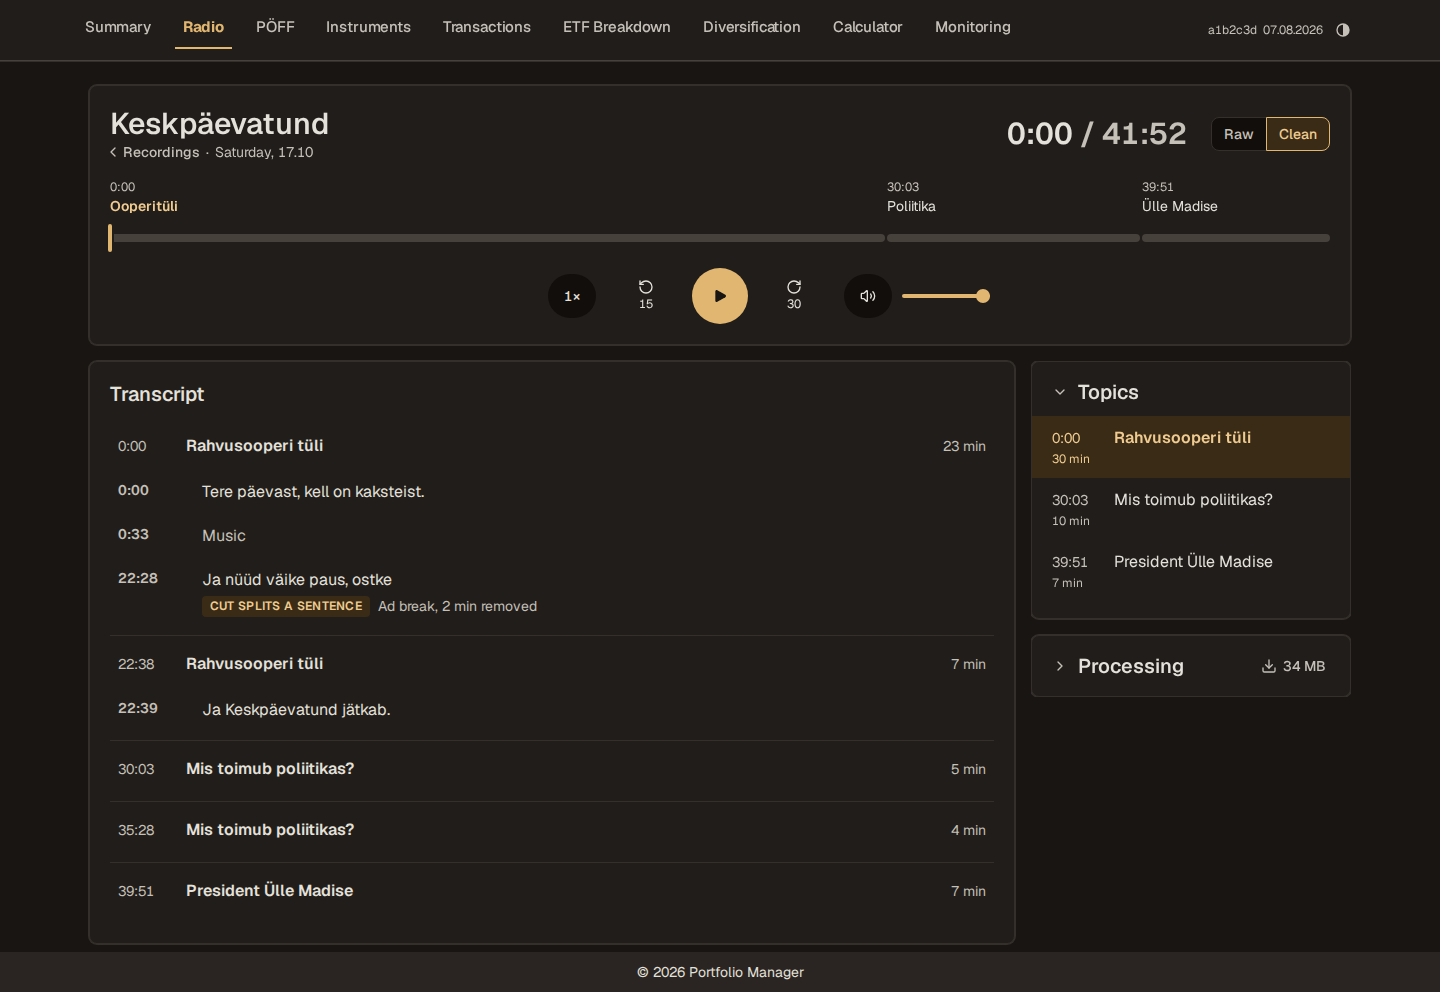 Summary Radio PÖFF Instruments Transactions ETF Breakdown Diversification Calculator Monitoring a1b2c3d 07.08.2026
Keskpäevatund
Recordings · Saturday, 17.10
0:00 / 41:52 Raw Clean
0:00 30:03 39:51
Ooperitüli Poliitika Ülle Madise
1× 15 30
Transcript
0:00 Rahvusooperi tüli 23 min
0:00 Tere päevast, kell on kaksteist.
0:33 Music
22:28 Ja nüüd väike paus, ostke
CUT SPLITS A SENTENCE Ad break, 2 min removed
22:38 Rahvusooperi tüli 7 min
22:39 Ja Keskpäevatund jätkab.
30:03 Mis toimub poliitikas? 5 min
35:28 Mis toimub poliitikas? 4 min
39:51 President Ülle Madise 7 min
Topics
0:00 Rahvusooperi tüli
30 min
30:03 Mis toimub poliitikas?
10 min
39:51 President Ülle Madise
7 min
Processing 34 MB
© 2026 Portfolio Manager